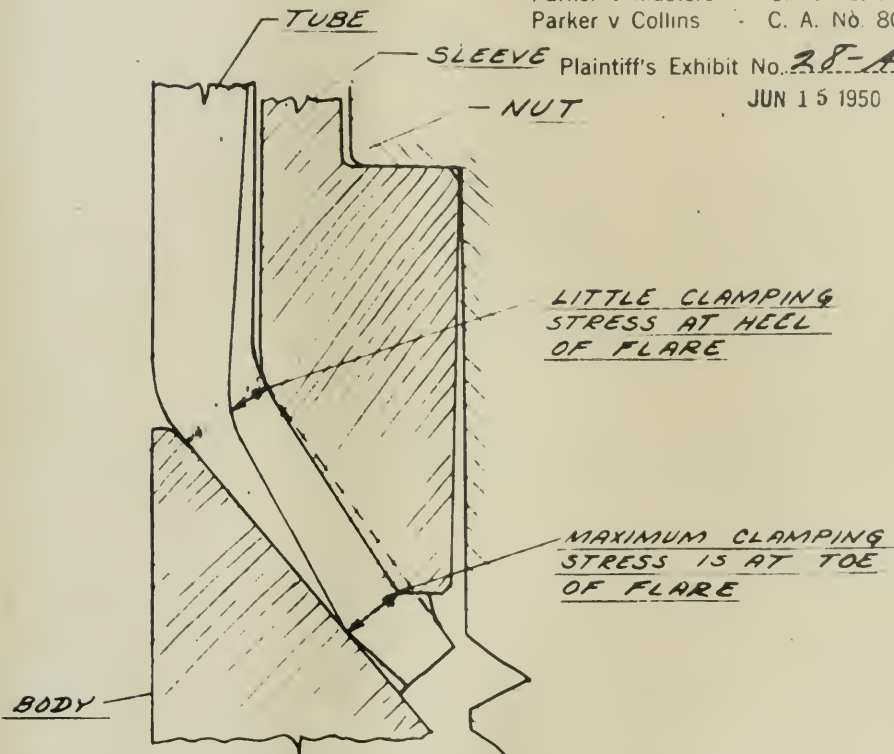 Parker v Collins - C. A. No. 80
Plaintiff's Exhibit No. 28-A
JUN 15 1950
TUBE
SLEEVE
NUT
LITTLE CLAMPING
STRESS AT HEEL
OF FLARE
MAXIMUM CLAMPING
STRESS IS AT TOE
OF FLARE
BODY